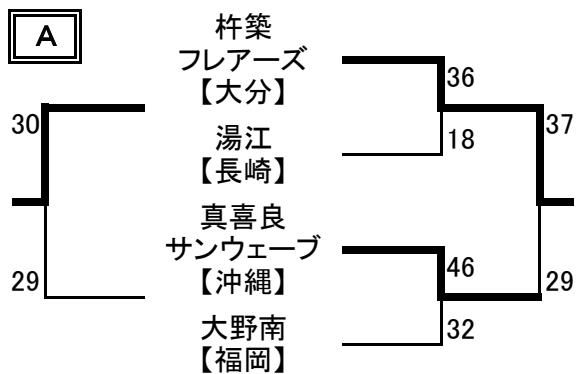 A
杵築
フレアーズ
【大分】
湯江
【長崎】
真喜良
サンウェーブ
【沖縄】
大野南
【福岡】
30
29
36
18
46
32
37
29